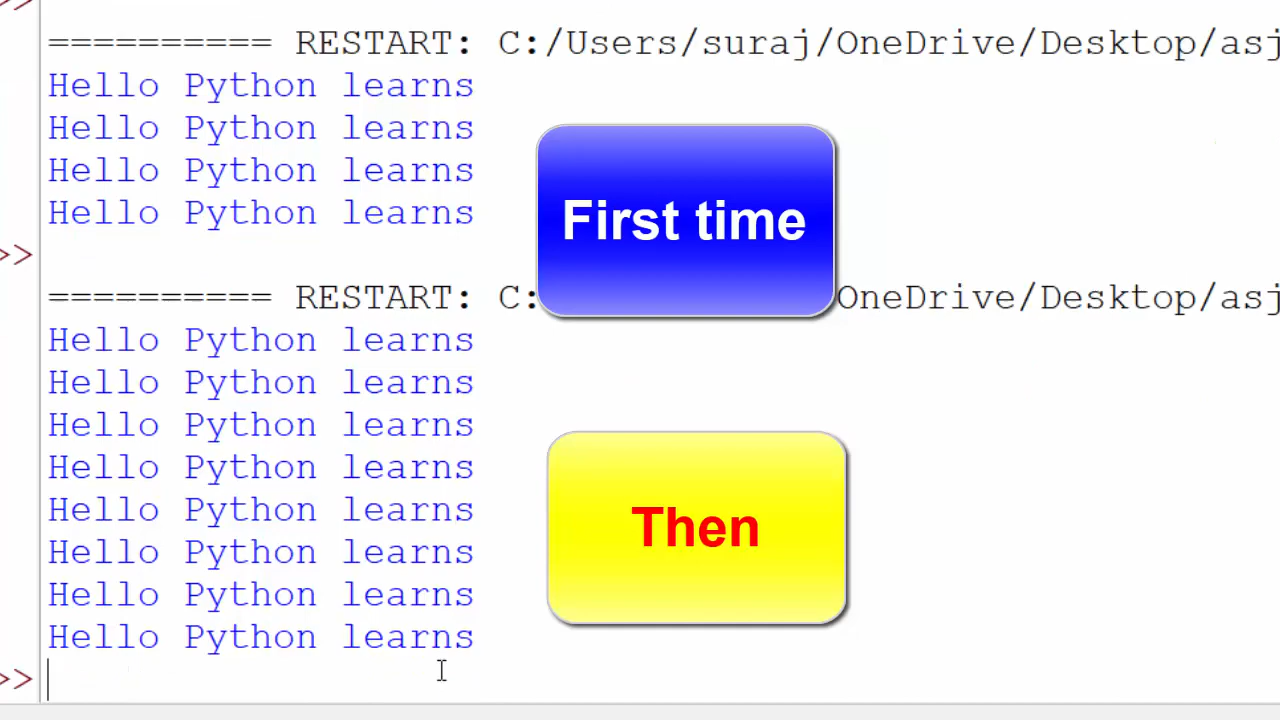 >>
========== RESTART: C:/Users/suraj/OneDrive/Desktop/asj
Hello Python learns
Hello Python learns
Hello Python learns
Hello Python learns
First time
>>
========== RESTART: C: OneDrive/Desktop/asj
Hello Python learns
Hello Python learns
Hello Python learns
Hello Python learns
Hello Python learns
Then
Hello Python learns
Hello Python learns
Hello Python learns
>>